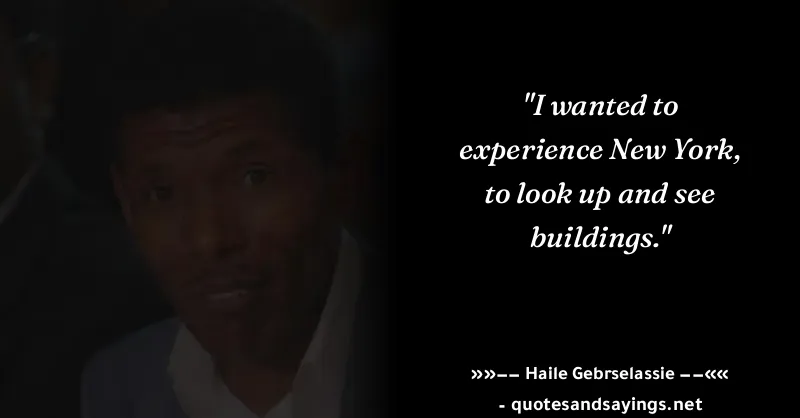 "I wanted to
experience New York,
to look up and see
buildings."
»»–– Haile Gebrselassie ––««
- quotesandsayings.net